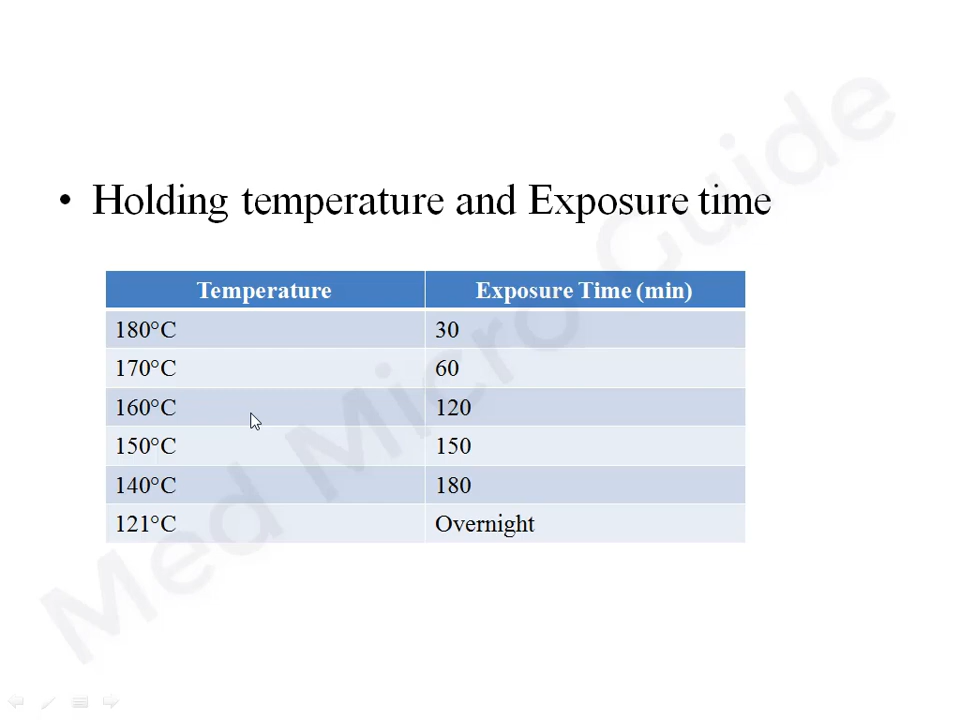 • Holding temperature and Exposure time
Temperature Exposure Time (min)
180°C 30
170°C 60
160°C 120
150°C 150
140°C 180
121°C Overnight
Med Micro Guide